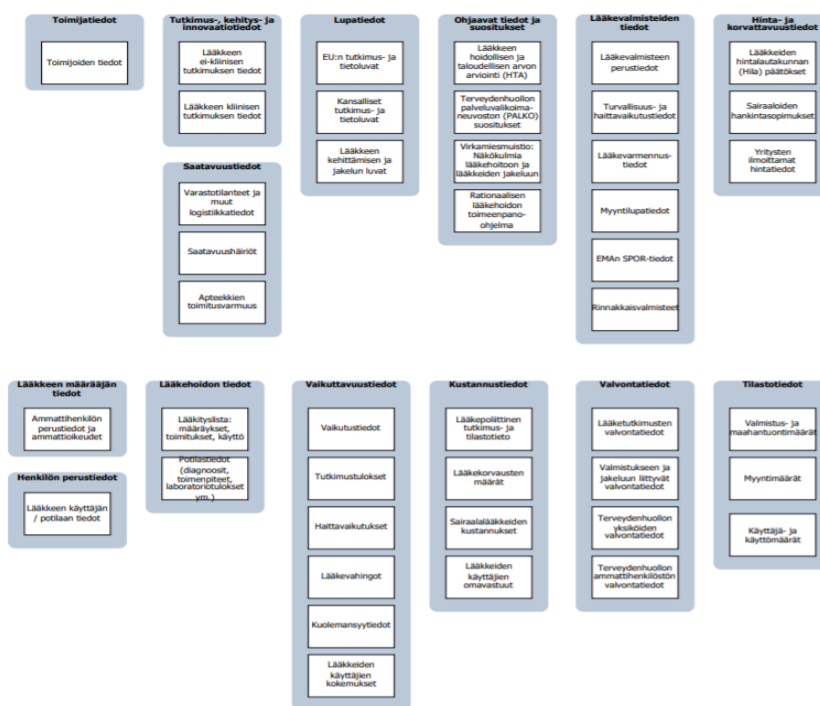 Toimijatiedot
Toimijoiden tiedot
Tutkimus-, kehitys- ja
innovaatiotiedot
Lääkkeen
ei-kliinisen
tutkimuksen tiedot
Lääkkeen kliinisen
tutkimuksen tiedot
Saatavuustiedot
Varastotilanteet ja
muut
logistiikkatiedot
Saatavuushäiriöt
Apteekkien
toimitusvarmuus
Lupatiedot
EU:n tutkimus- ja
tietoluvat
Kansalliset
tutkimus- ja
tietoluvat
Lääkkeen
kehittämisen ja
jakelun luvat
Ohjaavat tiedot ja
suositukset
Lääkkeen
hoidollisen ja
taloudellisen arvon
arviointi (HTA)
Terveydenhuollon
palveluvalikoima-
neuvoston (PALKO)
suositukset
Virkamiesmuistio:
Näkökulmia
lääkehoitoon ja
lääkkeiden jakeluun
Rationaalisen
lääkehoidon
toimeenpano-
ohjelma
Lääkevalmisteiden
tiedot
Lääkevalmisteen
perustiedot
Turvallisuus- ja
haittavaikutustiedot
Lääkevarmennus-
tiedot
Myyntilupatiedot
EMAn SPOR-tiedot
Rinnakkaisvalmisteet
Hinta- ja
korvattavuustiedot
Lääkkeiden
hintalautakunnan
(Hila) päätökset
Sairaaloiden
hankintasopimukset
Yritysten
ilmoittamat
hintatiedot
Lääkkeen määrääjän
tiedot
Ammattihenkilön
perustiedot ja
ammattioikeudet
Henkilön perustiedot
Lääkkeen käyttäjän
/ potilaan tiedot
Lääkehoidon tiedot
Lääkityslista:
määräykset,
toimitukset, käyttö
Potilastiedot
(diagnoosit,
toimenpiteet,
laboratoriotulokset
ym.)
Vaikuttavuustiedot
Vaikutustiedot
Tutkimustulokset
Haittavaikutukset
Lääkevahingot
Kuolemansyytiedot
Lääkkeiden
käyttäjien
kokemukset
Kustannustiedot
Lääkepoliittinen
tutkimus- ja
tilastotieto
Lääkekorvausten
määrät
Sairaalalääkkeiden
kustannukset
Lääkkeiden
käyttäjien
omavastuut
Valvontatiedot
Lääketutkimusten
valvontatiedot
Valmistukseen ja
jakeluun liittyvät
valvontatiedot
Terveydenhuollon
yksiköiden
valvontatiedot
Terveydenhuollon
ammattihenkilöstön
valvontatiedot
Tilastotiedot
Valmistus- ja
maahantuontimäärät
Myyntimäärät
Käyttäjä- ja
käyttömäärät